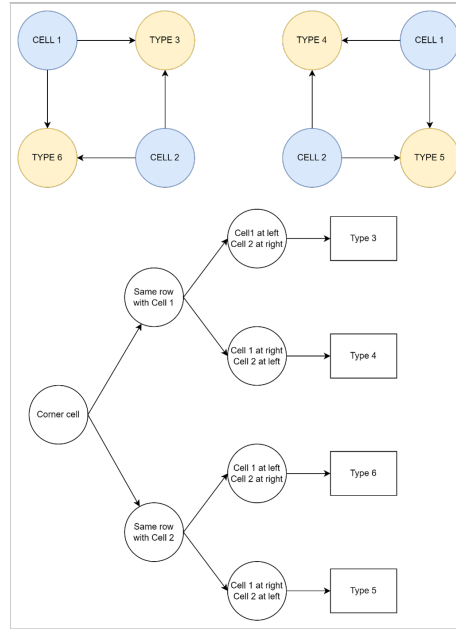 CELL 1
TYPE 3
TYPE 4
CELL 1
TYPE 6
CELL 2
CELL 2
TYPE 5
Cell1 at left
Cell 2 at right
Type 3
Same row
with Cell 1
Cell 1 at right
Cell 2 at left
Type 4
Corner cell
Cell 1 at left
Cell 2 at right
Type 6
Same row
with Cell 2
Cell 1 at right
Cell 2 at left
Type 5